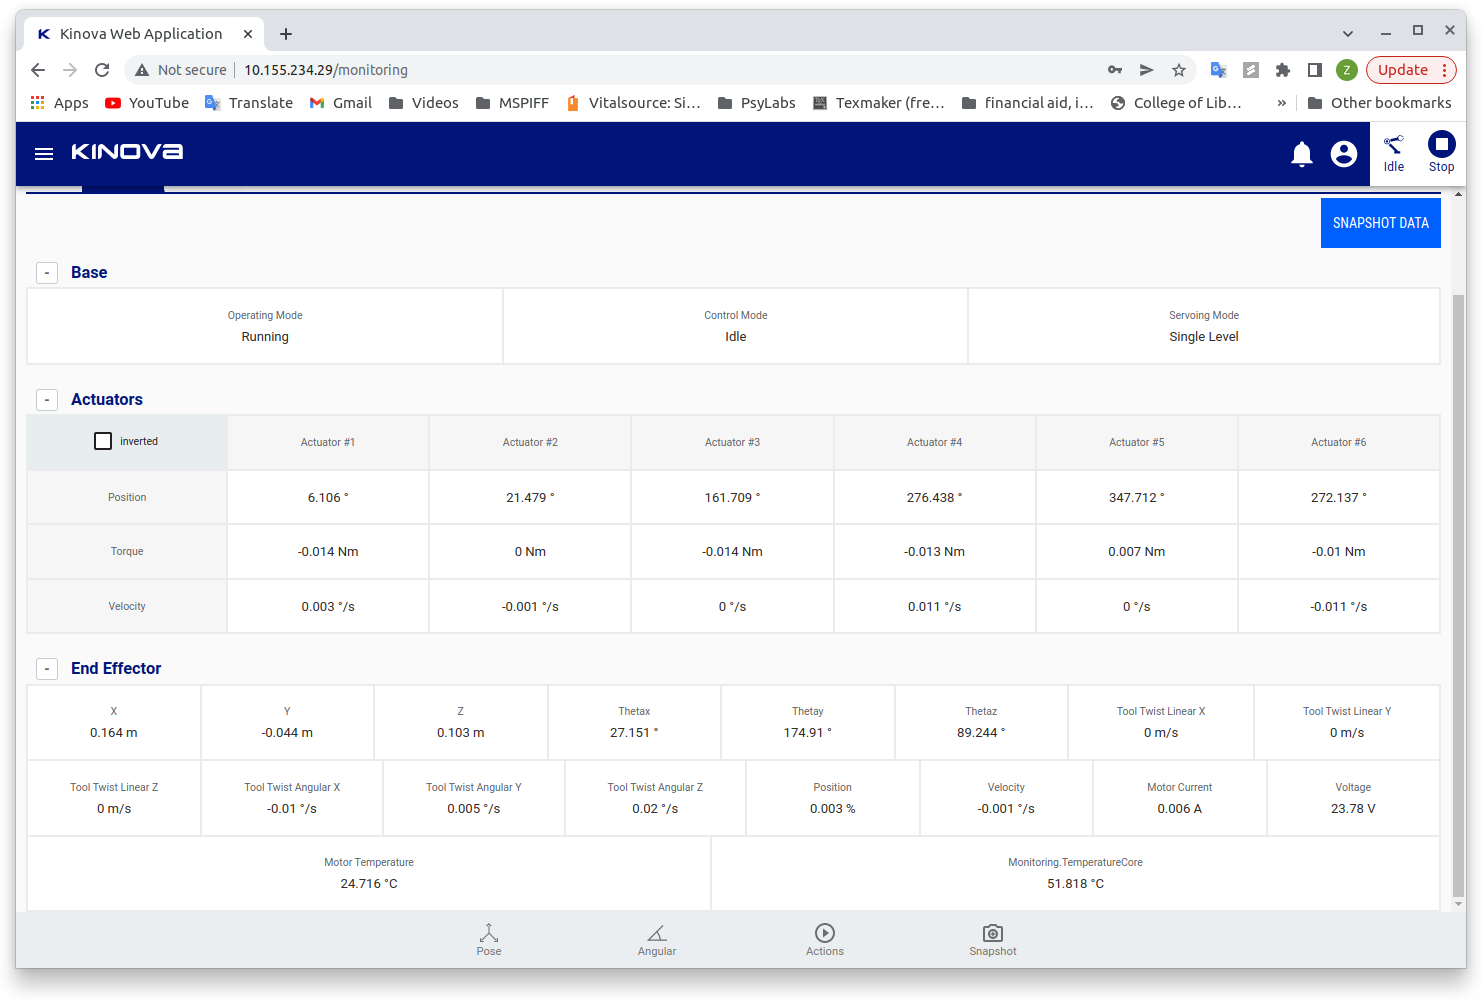 Kinova Web Application
Not secure 10.155.234.29/monitoring Z Update
Apps YouTube Translate Gmail Videos MSPIFF Vitalsource: Si... PsyLabs Texmaker (fre... financial aid, i... College of Lib... » Other bookmarks
KINOVA Idle Stop
SNAPSHOT DATA
- Base
Operating Mode Control Mode Servoing Mode
Running Idle Single Level
- Actuators
inverted Actuator #1 Actuator #2 Actuator #3 Actuator #4 Actuator #5 Actuator #6
Position 6.106 ° 21.479 ° 161.709 ° 276.438 ° 347.712 ° 272.137 °
Torque -0.014 Nm 0 Nm -0.014 Nm -0.013 Nm 0.007 Nm -0.01 Nm
Velocity 0.003 °/s -0.001 °/s 0 °/s 0.011 °/s 0 °/s -0.011 °/s
- End Effector
X Y Z Thetax Thetay Thetaz Tool Twist Linear X Tool Twist Linear Y
0.164 m -0.044 m 0.103 m 27.151 ° 174.91 ° 89.244 ° 0 m/s 0 m/s
Tool Twist Linear Z Tool Twist Angular X Tool Twist Angular Y Tool Twist Angular Z Position Velocity Motor Current Voltage
0 m/s -0.01 °/s 0.005 °/s 0.02 °/s 0.003 % -0.001 °/s 0.006 A 23.78 V
Motor Temperature Monitoring.TemperatureCore
24.716 °C 51.818 °C
Pose Angular Actions Snapshot